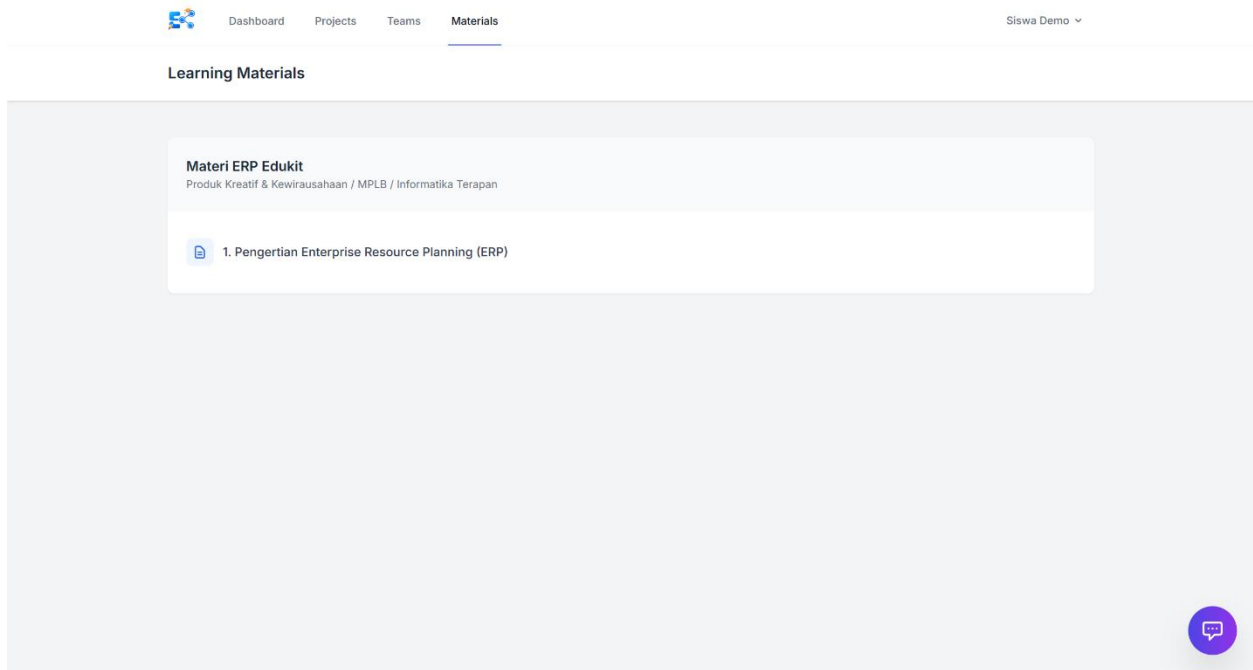 Dashboard Projects Teams Materials Siswa Demo
Learning Materials
Materi ERP Edukit
Produk Kreatif & Kewirausahaan / MPLB / Informatika Terapan
1. Pengertian Enterprise Resource Planning (ERP)